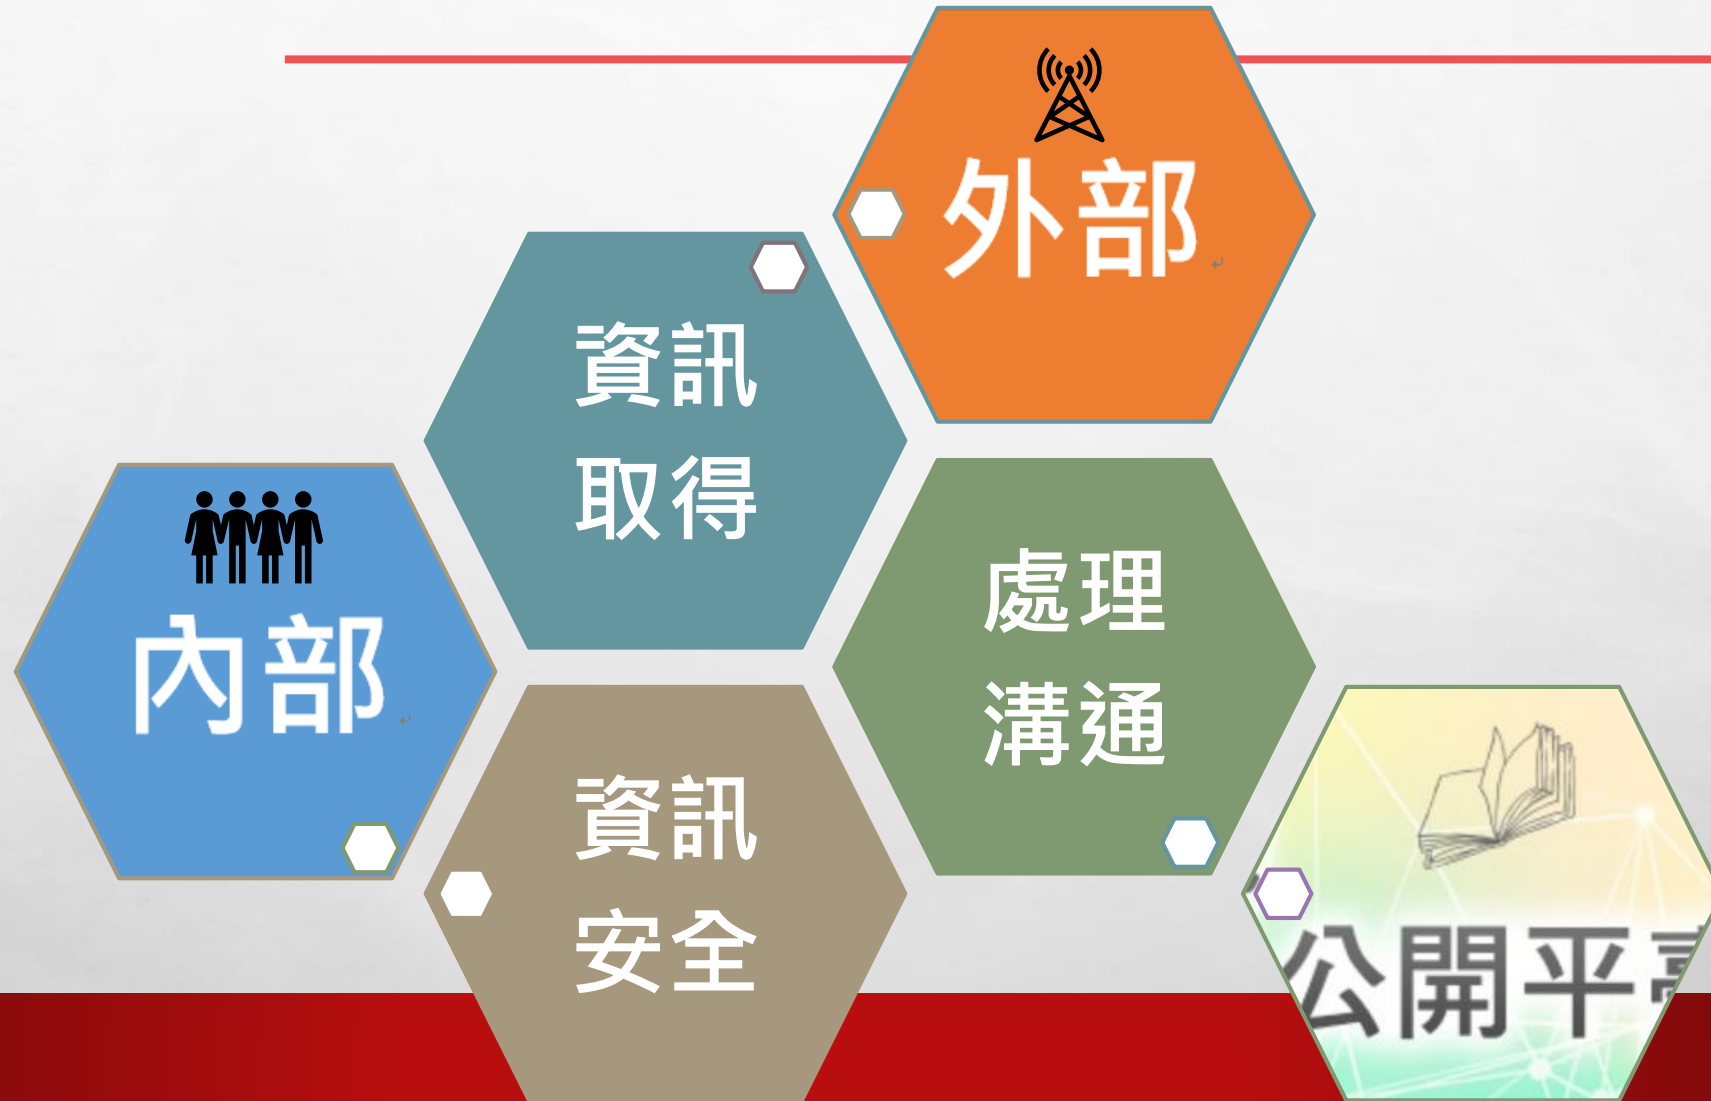 外部
資訊
取得
處理
溝通
內部
資訊
安全
公開平